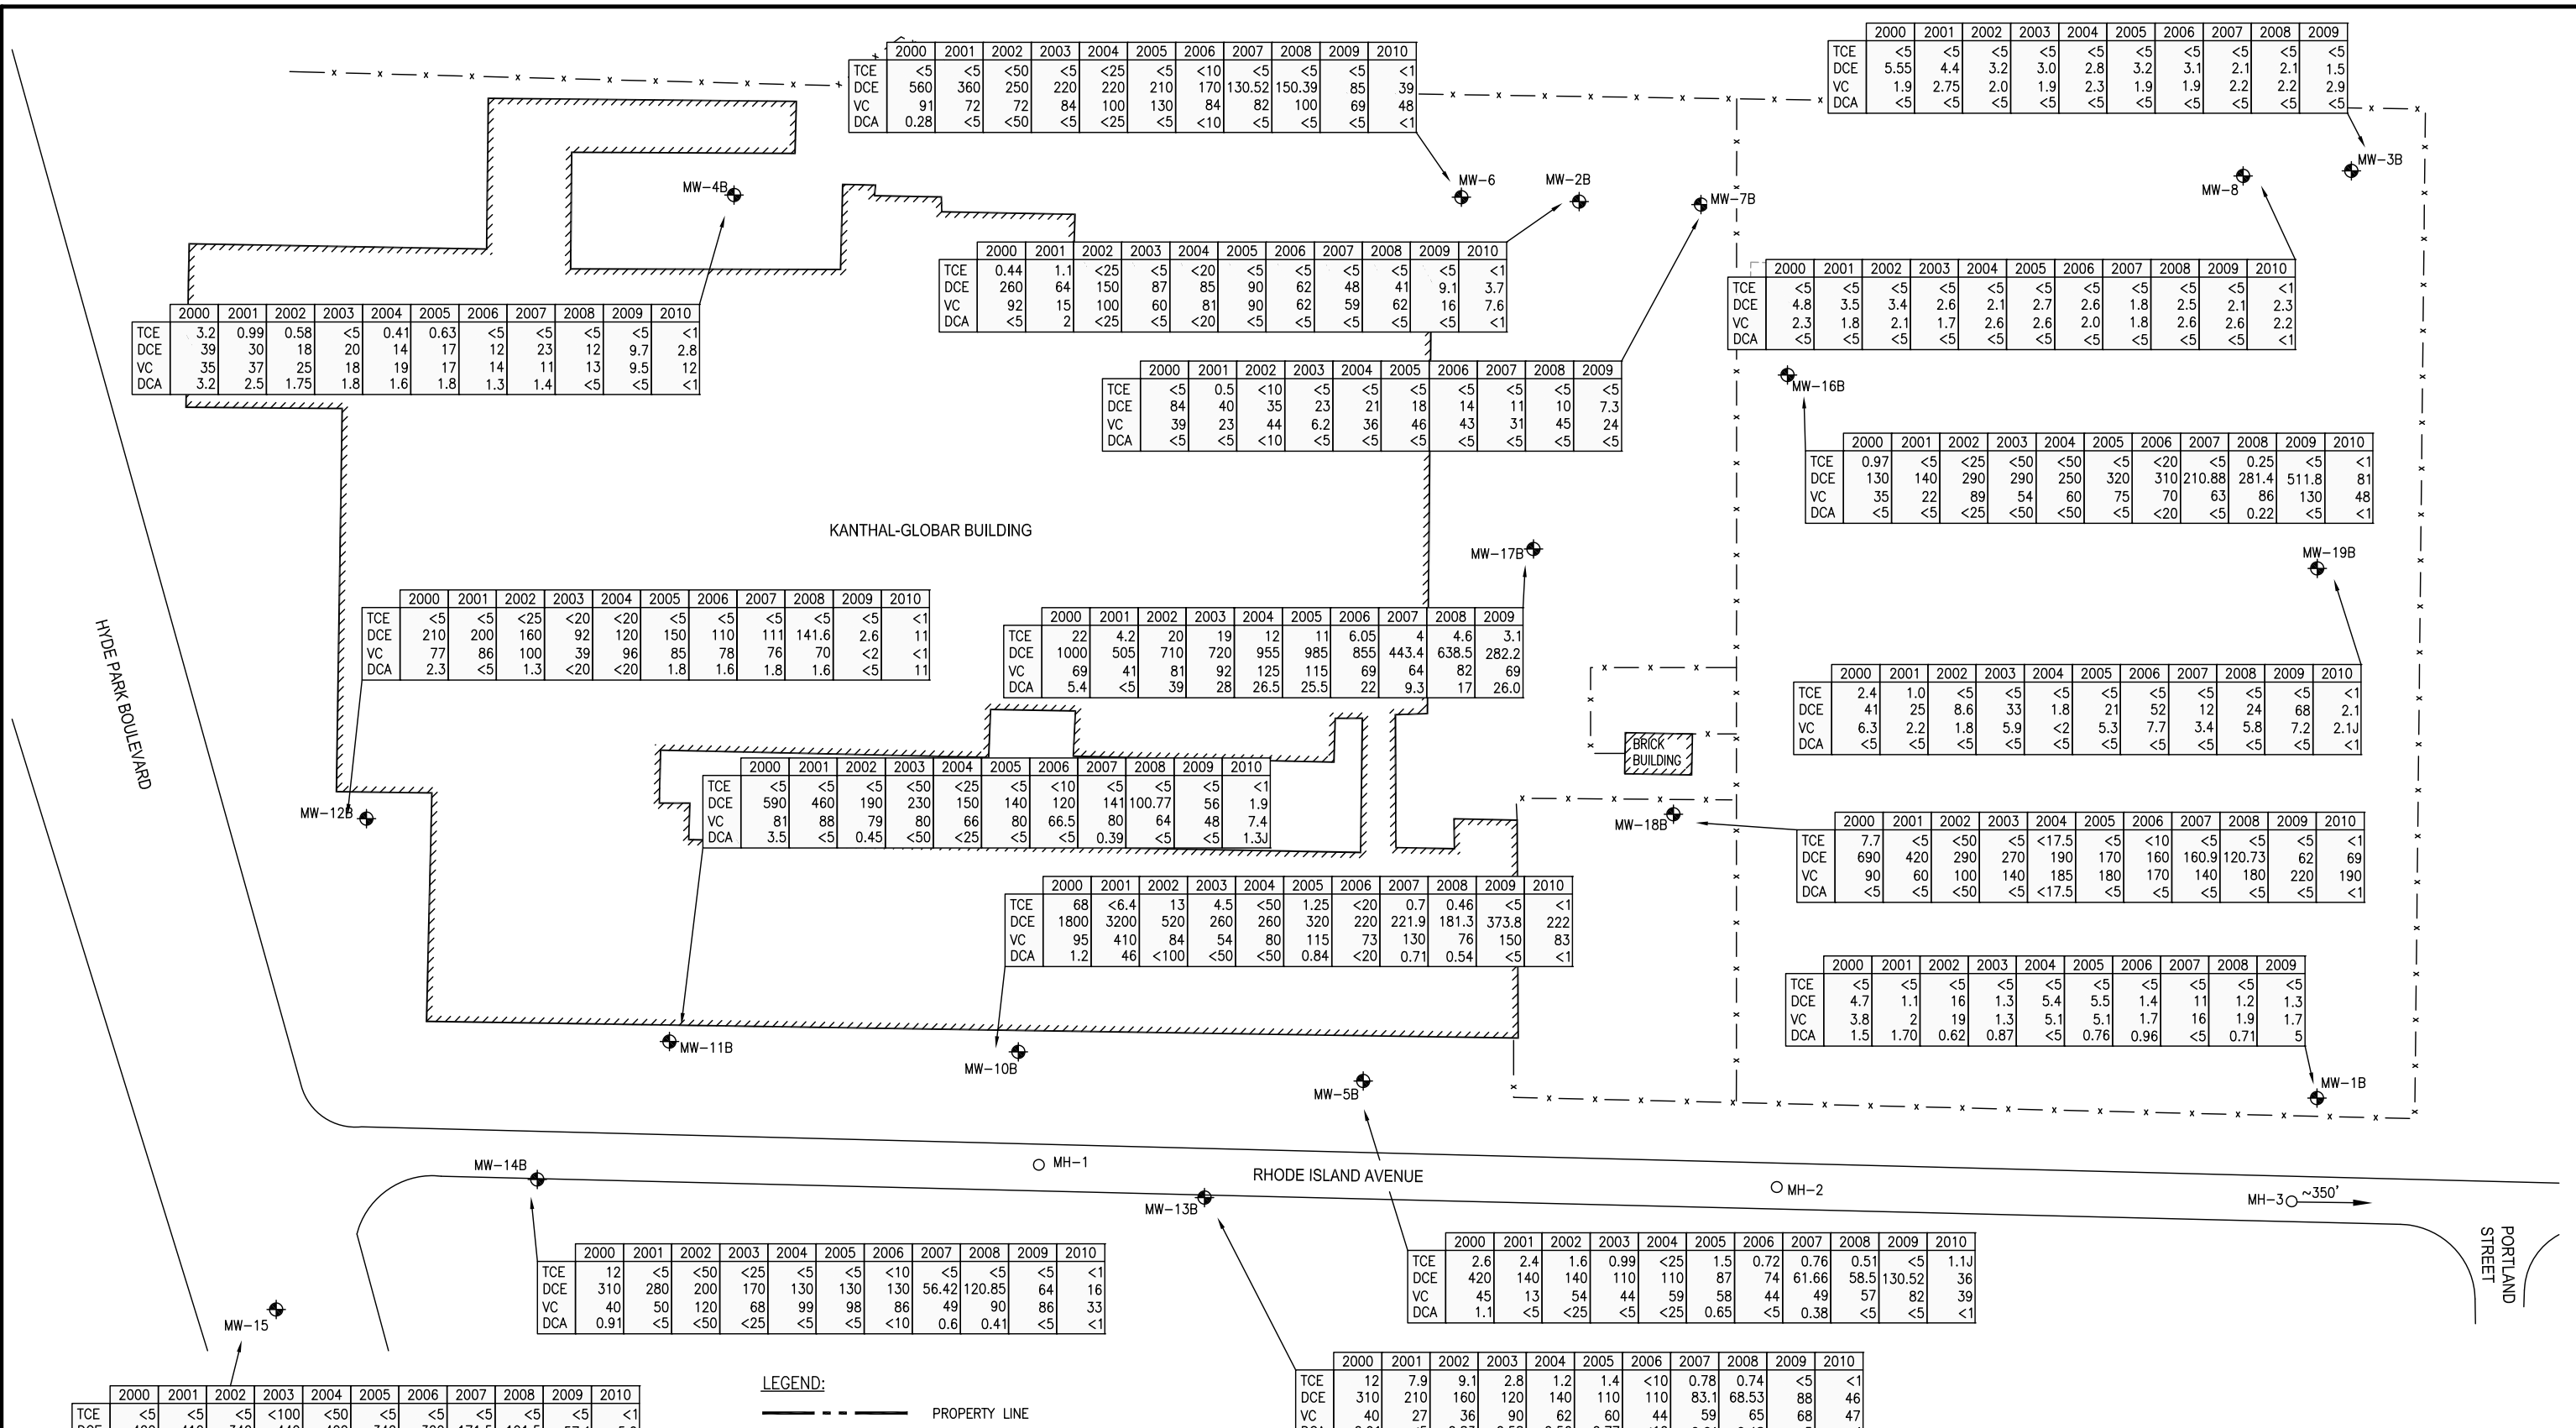 2000 2001 2002 2003 2004 2005 2006 2007 2008 2009 2010
TCE <5 <5 <50 <5 <25 <5 <10 <5 <5 <5 <1
DCE 560 360 250 220 220 210 170 130.52 150.39 85 39
VC 91 72 72 84 100 130 84 82 100 69 48
DCA 0.28 <5 <50 <5 <25 <5 <10 <5 <5 <5 <1
2000 2001 2002 2003 2004 2005 2006 2007 2008 2009
TCE <5 <5 <5 <5 <5 <5 <5 <5 <5 <5
DCE 5.55 4.4 3.2 3.0 2.8 3.2 3.1 2.1 2.1 1.5
VC 1.9 2.75 2.0 1.9 2.3 1.9 1.9 2.2 2.2 2.9
DCA <5 <5 <5 <5 <5 <5 <5 <5 <5 <5
MW-4B
MW-6
MW-2B
MW-7B
MW-8
MW-3B
2000 2001 2002 2003 2004 2005 2006 2007 2008 2009 2010
TCE 0.44 1.1 <25 <5 <20 <5 <5 <5 <5 <5 <1
DCE 260 64 150 87 85 90 62 48 41 9.1 3.7
VC 92 15 100 60 81 90 62 59 62 16 7.6
DCA <5 2 <25 <5 <20 <5 <5 <5 <5 <5 <1
2000 2001 2002 2003 2004 2005 2006 2007 2008 2009 2010
TCE <5 <5 <5 <5 <5 <5 <5 <5 <5 <5 <1
DCE 4.8 3.5 3.4 2.6 2.1 2.7 2.6 1.8 2.5 2.1 2.3
VC 2.3 1.8 2.1 1.7 2.6 2.6 2.0 1.8 2.6 2.6 2.2
DCA <5 <5 <5 <5 <5 <5 <5 <5 <5 <5 <1
2000 2001 2002 2003 2004 2005 2006 2007 2008 2009 2010
TCE 3.2 0.99 0.58 <5 0.41 0.63 <5 <5 <5 <5 <1
DCE 39 30 18 20 14 17 12 23 12 9.7 2.8
VC 35 37 25 18 19 17 14 11 13 9.5 12
DCA 3.2 2.5 1.75 1.8 1.6 1.8 1.3 1.4 <5 <5 <1
2000 2001 2002 2003 2004 2005 2006 2007 2008 2009
TCE <5 0.5 <10 <5 <5 <5 <5 <5 <5 <5
DCE 84 40 35 23 21 18 14 11 10 7.3
VC 39 23 44 6.2 36 46 43 31 45 24
DCA <5 <5 <10 <5 <5 <5 <5 <5 <5 <5
MW-16B
2000 2001 2002 2003 2004 2005 2006 2007 2008 2009 2010
TCE 0.97 <5 <25 <50 <50 <5 <20 <5 0.25 <5 <1
DCE 130 140 290 290 250 320 310 210.88 281.4 511.8 81
VC 35 22 89 54 60 75 70 63 86 130 48
DCA <5 <5 <25 <50 <50 <5 <20 <5 0.22 <5 <1
KANTHAL-GLOBAR BUILDING
MW-17B
MW-19B
HYDE PARK BOULEVARD
2000 2001 2002 2003 2004 2005 2006 2007 2008 2009 2010
TCE <5 <5 <25 <20 <20 <5 <5 <5 <5 <5 <1
DCE 210 200 160 92 120 150 110 111 141.6 2.6 11
VC 77 86 100 39 96 85 78 76 70 <2 <1
DCA 2.3 <5 1.3 <20 <20 1.8 1.6 1.8 1.6 <5 11
2000 2001 2002 2003 2004 2005 2006 2007 2008 2009
TCE 22 4.2 20 19 12 11 6.05 4 4.6 3.1
DCE 1000 505 710 720 955 985 855 443.4 638.5 282.2
VC 69 41 81 92 125 115 69 64 82 69
DCA 5.4 <5 39 28 26.5 25.5 22 9.3 17 26.0
2000 2001 2002 2003 2004 2005 2006 2007 2008 2009 2010
TCE 2.4 1.0 <5 <5 <5 <5 <5 <5 <5 <5 <1
DCE 41 25 8.6 33 1.8 21 52 12 24 68 2.1
VC 6.3 2.2 1.8 5.9 <2 5.3 7.7 3.4 5.8 7.2 2.1J
DCA <5 <5 <5 <5 <5 <5 <5 <5 <5 <5 <1
BRICK
BUILDING
2000 2001 2002 2003 2004 2005 2006 2007 2008 2009 2010
TCE <5 <5 <5 <50 <25 <5 <10 <5 <5 <5 <1
DCE 590 460 190 230 150 140 120 141 100.77 56 1.9
VC 81 88 79 80 66 80 66.5 80 64 48 7.4
DCA 3.5 <5 0.45 <50 <25 <5 <5 0.39 <5 <5 1.3J
MW-12B
MW-18B
2000 2001 2002 2003 2004 2005 2006 2007 2008 2009 2010
TCE 7.7 <5 <50 <5 <17.5 <5 <10 <5 <5 <5 <1
DCE 690 420 290 270 190 170 160 160.9 120.73 62 69
VC 90 60 100 140 185 180 170 140 180 220 190
DCA <5 <5 <50 <5 <17.5 <5 <5 <5 <5 <5 <1
2000 2001 2002 2003 2004 2005 2006 2007 2008 2009 2010
TCE 68 <6.4 13 4.5 <50 1.25 <20 0.7 0.46 <5 <1
DCE 1800 3200 520 260 260 320 220 221.9 181.3 373.8 222
VC 95 410 84 54 80 115 73 130 76 150 83
DCA 1.2 46 <100 <50 <50 0.84 <20 0.71 0.54 <5 <1
2000 2001 2002 2003 2004 2005 2006 2007 2008 2009
TCE <5 <5 <5 <5 <5 <5 <5 <5 <5 <5
DCE 4.7 1.1 16 1.3 5.4 5.5 1.4 11 1.2 1.3
VC 3.8 2 19 1.3 5.1 5.1 1.7 16 1.9 1.7
DCA 1.5 1.70 0.62 0.87 <5 0.76 0.96 <5 0.71 5
MW-11B
MW-10B
MW-5B
MW-1B
MW-14B
MH-1
RHODE ISLAND AVENUE
MW-13B
MH-2
MH-3 ~350'
PORTLAND
STREET
2000 2001 2002 2003 2004 2005 2006 2007 2008 2009 2010
TCE 12 <5 <50 <25 <5 <5 <10 <5 <5 <5 <1
DCE 310 280 200 170 130 130 130 56.42 120.85 64 16
VC 40 50 120 68 99 98 86 49 90 86 33
DCA 0.91 <5 <50 <25 <5 <5 <10 0.6 0.41 <5 <1
2000 2001 2002 2003 2004 2005 2006 2007 2008 2009 2010
TCE 2.6 2.4 1.6 0.99 <25 1.5 0.72 0.76 0.51 <5 1.1J
DCE 420 140 140 110 110 87 74 61.66 58.5 130.52 36
VC 45 13 54 44 59 58 44 49 57 82 39
DCA 1.1 <5 <25 <5 <25 0.65 <5 0.38 <5 <5 <1
MW-15
2000 2001 2002 2003 2004 2005 2006 2007 2008 2009 2010
TCE 12 7.9 9.1 2.8 1.2 1.4 <10 0.78 0.74 <5 <1
DCE 310 210 160 120 140 110 110 83.1 68.53 88 46
VC 40 27 36 90 62 60 44 59 65 68 47
LEGEND:
PROPERTY LINE
2000 2001 2002 2003 2004 2005 2006 2007 2008 2009 2010
TCE <5 <5 <5 <100 <50 <5 <5 <5 <5 <5 <1